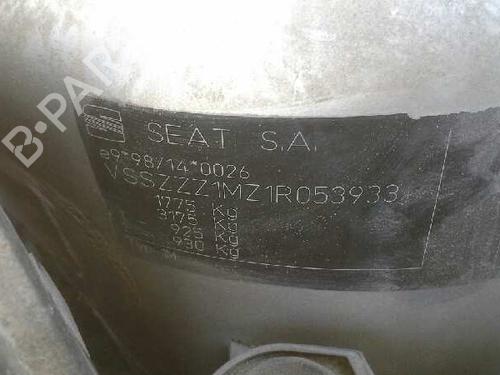 B-PARTS
SEAT S.A.
e9*98/14*0026
VSSZZZ1MZ1R053933
1775 Kg
3175 Kg
925 Kg
930 Kg